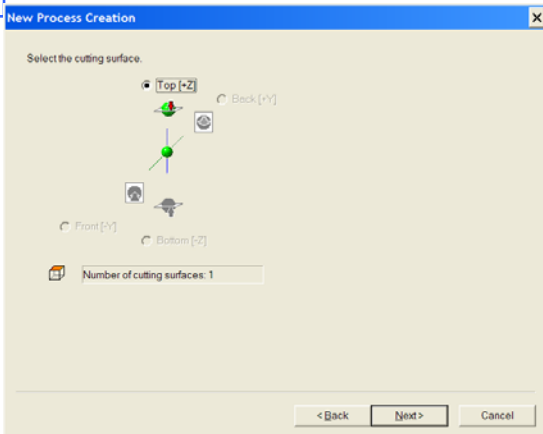 New Process Creation
Select the cutting surface.
Top [+Z]
Back [+Y]
Front [-Y]
Bottom [-Z]
Number of cutting surfaces: 1
< Back
Next >
Cancel